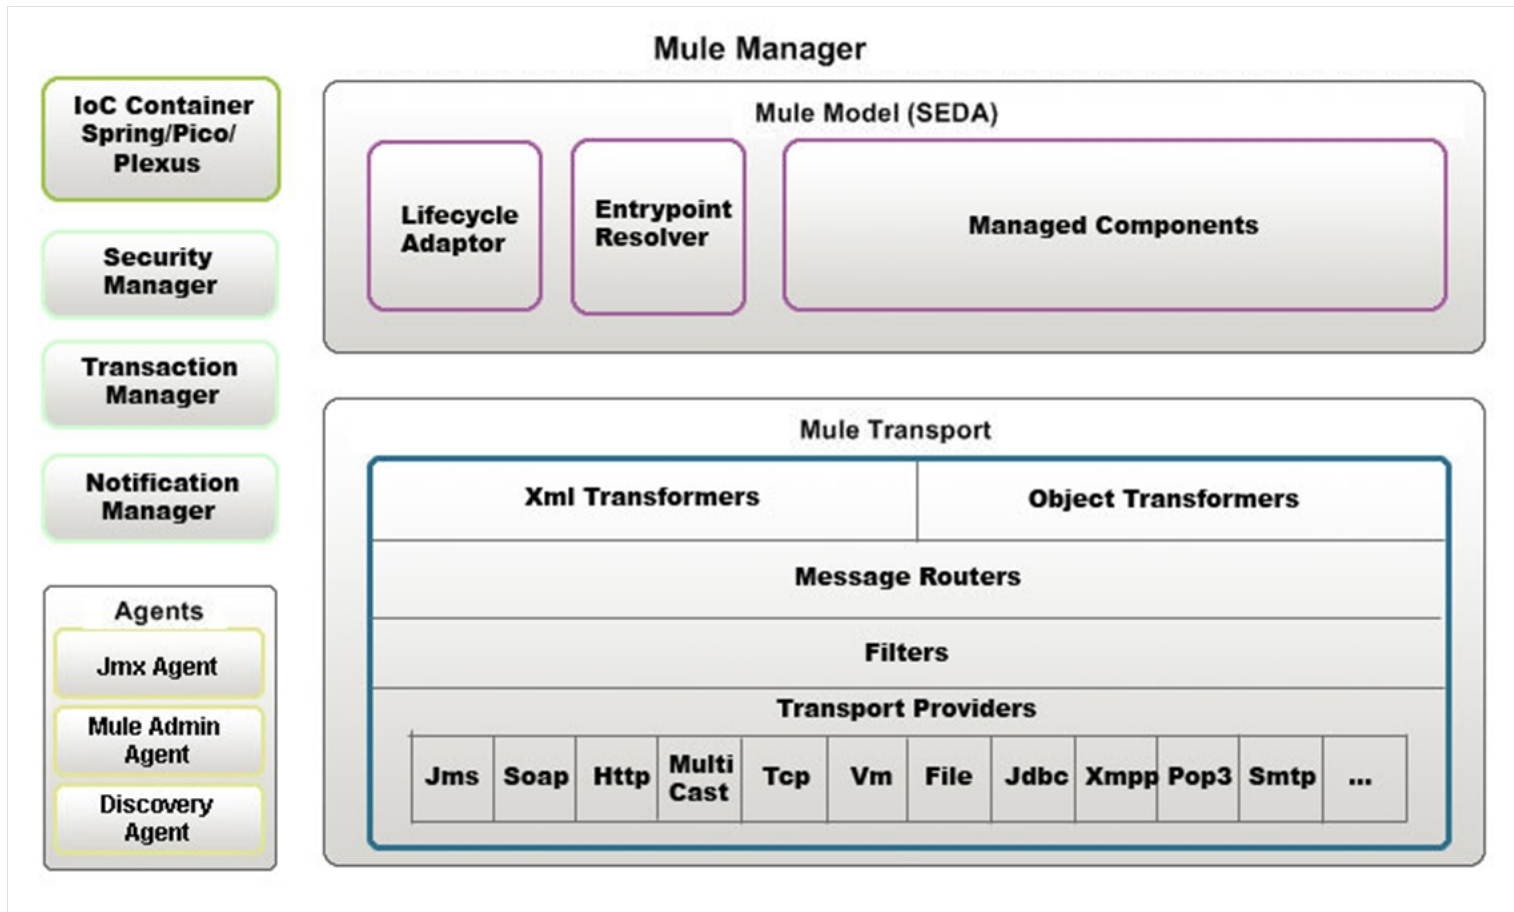 Mule Manager
IoC Container
Spring/Pico/
Plexus
Security
Manager
Transaction
Manager
Notification
Manager
Agents
Jmx Agent
Mule Admin
Agent
Discovery
Agent
Mule Model (SEDA)
Lifecycle
Adaptor
Entrypoint
Resolver
Managed Components
Mule Transport
Xml Transformers
Object Transformers
Message Routers
Filters
Transport Providers
Jms
Soap
Http
Multi
Cast
Tcp
Vm
File
Jdbc
Xmpp
Pop3
Smtp
...